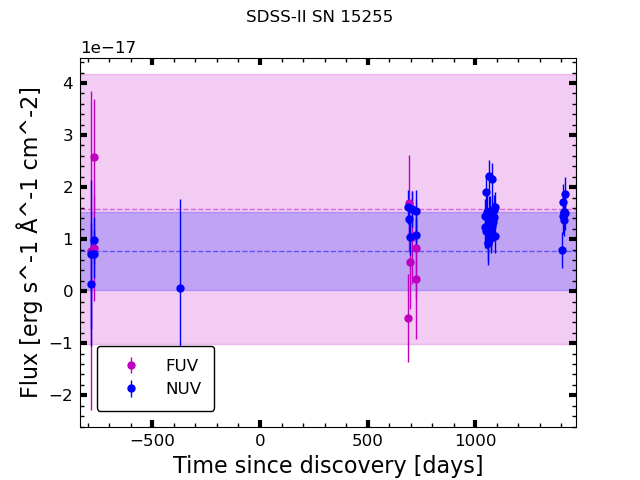 SDSS-II SN 15255
1e−17
Flux [erg s^-1 Å^-1 cm^-2]
4
3
2
1
0
−1
−2
FUV
NUV
−500
0
500
1000
Time since discovery [days]